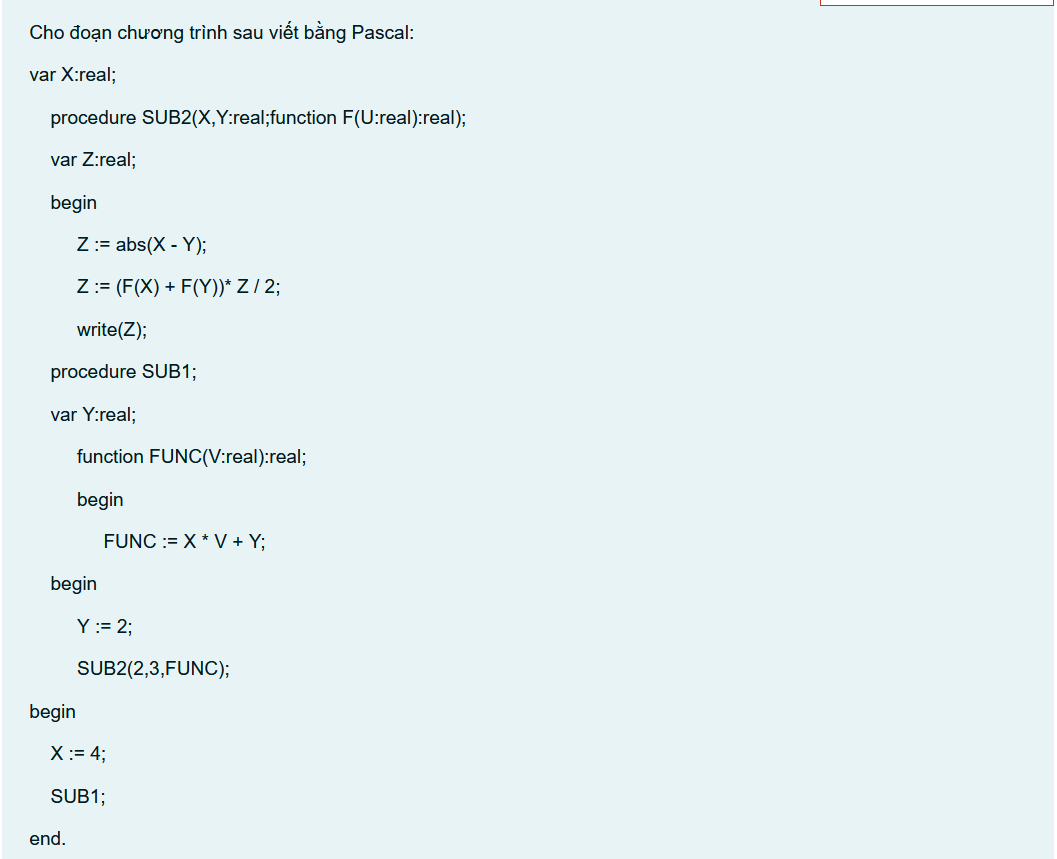 Cho đoạn chương trình sau viết bằng Pascal:
var X:real;
procedure SUB2(X,Y:real;function F(U:real):real);
var Z:real;
begin
Z := abs(X - Y);
Z := (F(X) + F(Y))* Z / 2;
write(Z);
procedure SUB1;
var Y:real;
function FUNC(V:real):real;
begin
FUNC := X * V + Y;
begin
Y := 2;
SUB2(2,3,FUNC);
begin
X := 4;
SUB1;
end.